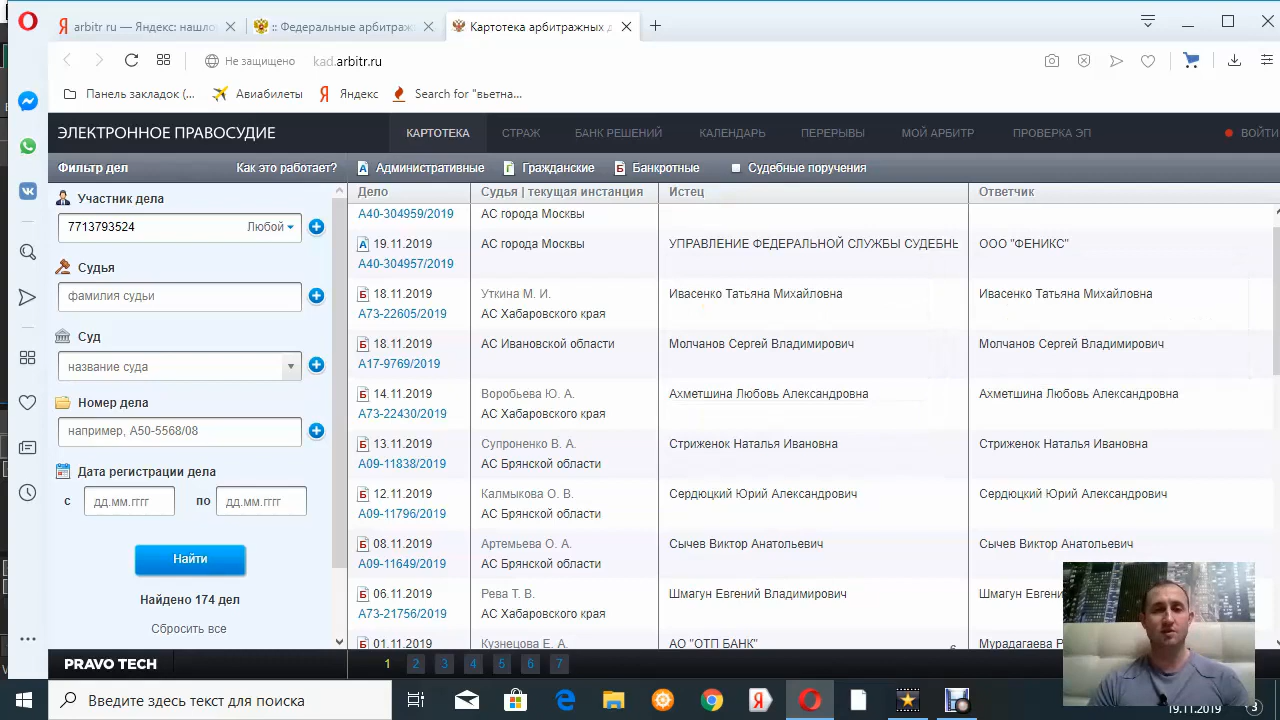 arbitr ru — Яндекс: нашло
:: Федеральные арбитраж
Картотека арбитражных д
Не защищено
kad.arbitr.ru
Панель закладок (...
Авиабилеты
Яндекс
Search for "вьетна...
ЭЛЕКТРОННОЕ ПРАВОСУДИЕ
КАРТОТЕКА
СТРАЖ
БАНК РЕШЕНИЙ
КАЛЕНДАРЬ
ПЕРЕРЫВЫ
МОЙ АРБИТР
ПРОВЕРКА ЭП
ВОЙТИ
Фильтр дел
Как это работает?
Административные
Гражданские
Банкротные
Судебные поручения
Участник дела
7713793524
Любой
Судья
фамилия судьи
Суд
название суда
Номер дела
например, А50-5568/08
Дата регистрации дела
с дд.мм.гггг по дд.мм.гггг
Найти
Найдено 174 дел
Сбросить все
PRAVO TECH
Дело Судья | текущая инстанция Истец Ответчик
А40-304959/2019 АС города Москвы
19.11.2019 АС города Москвы УПРАВЛЕНИЕ ФЕДЕРАЛЬНОЙ СЛУЖБЫ СУДЕБНЕ ООО "ФЕНИКС"
А40-304957/2019
18.11.2019 Уткина М. И. Ивасенко Татьяна Михайловна Ивасенко Татьяна Михайловна
А73-22605/2019 АС Хабаровского края
18.11.2019 АС Ивановской области Молчанов Сергей Владимирович Молчанов Сергей Владимирович
А17-9769/2019
14.11.2019 Воробьева Ю. А. Ахметшина Любовь Александровна Ахметшина Любовь Александровна
А73-22430/2019 АС Хабаровского края
13.11.2019 Супроненко В. А. Стриженок Наталья Ивановна Стриженок Наталья Ивановна
А09-11838/2019 АС Брянской области
12.11.2019 Калмыкова О. В. Сердюцкий Юрий Александрович Сердюцкий Юрий Александрович
А09-11796/2019 АС Брянской области
08.11.2019 Артемьева О. А. Сычев Виктор Анатольевич Сычев Виктор Анатольевич
А09-11649/2019 АС Брянской области
06.11.2019 Рева Т. В. Шмагун Евгений Владимирович Шмагун Евгени
А73-21756/2019 АС Хабаровского края
01.11.2019 Кузнецова Е. А. АО "ОТП БАНК" Мурадагаева Р
1 2 3 4 5 6 7
Введите здесь текст для поиска
19.11.2019
3